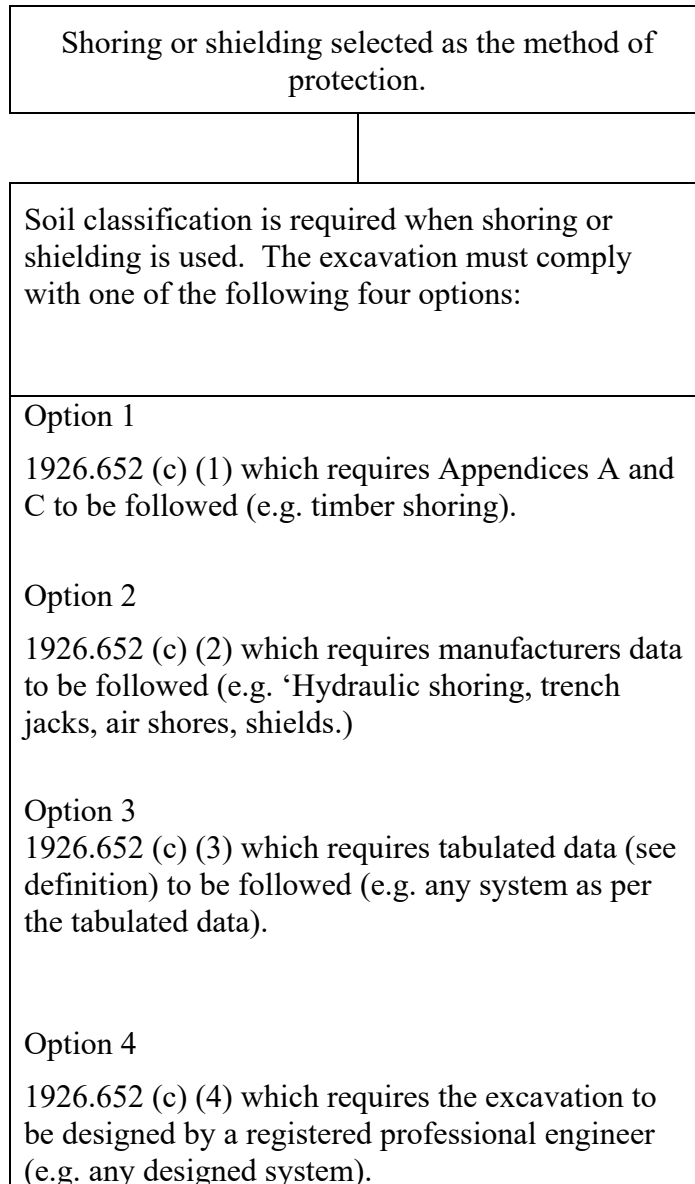 Shoring or shielding selected as the method of
protection.
Soil classification is required when shoring or
shielding is used.  The excavation must comply
with one of the following four options:
Option 1
1926.652 (c) (1) which requires Appendices A and
C to be followed (e.g. timber shoring).
Option 2
1926.652 (c) (2) which requires manufacturers data
to be followed (e.g. ‘Hydraulic shoring, trench
jacks, air shores, shields.)
Option 3
1926.652 (c) (3) which requires tabulated data (see
definition) to be followed (e.g. any system as per
the tabulated data).
Option 4
1926.652 (c) (4) which requires the excavation to
be designed by a registered professional engineer
(e.g. any designed system).